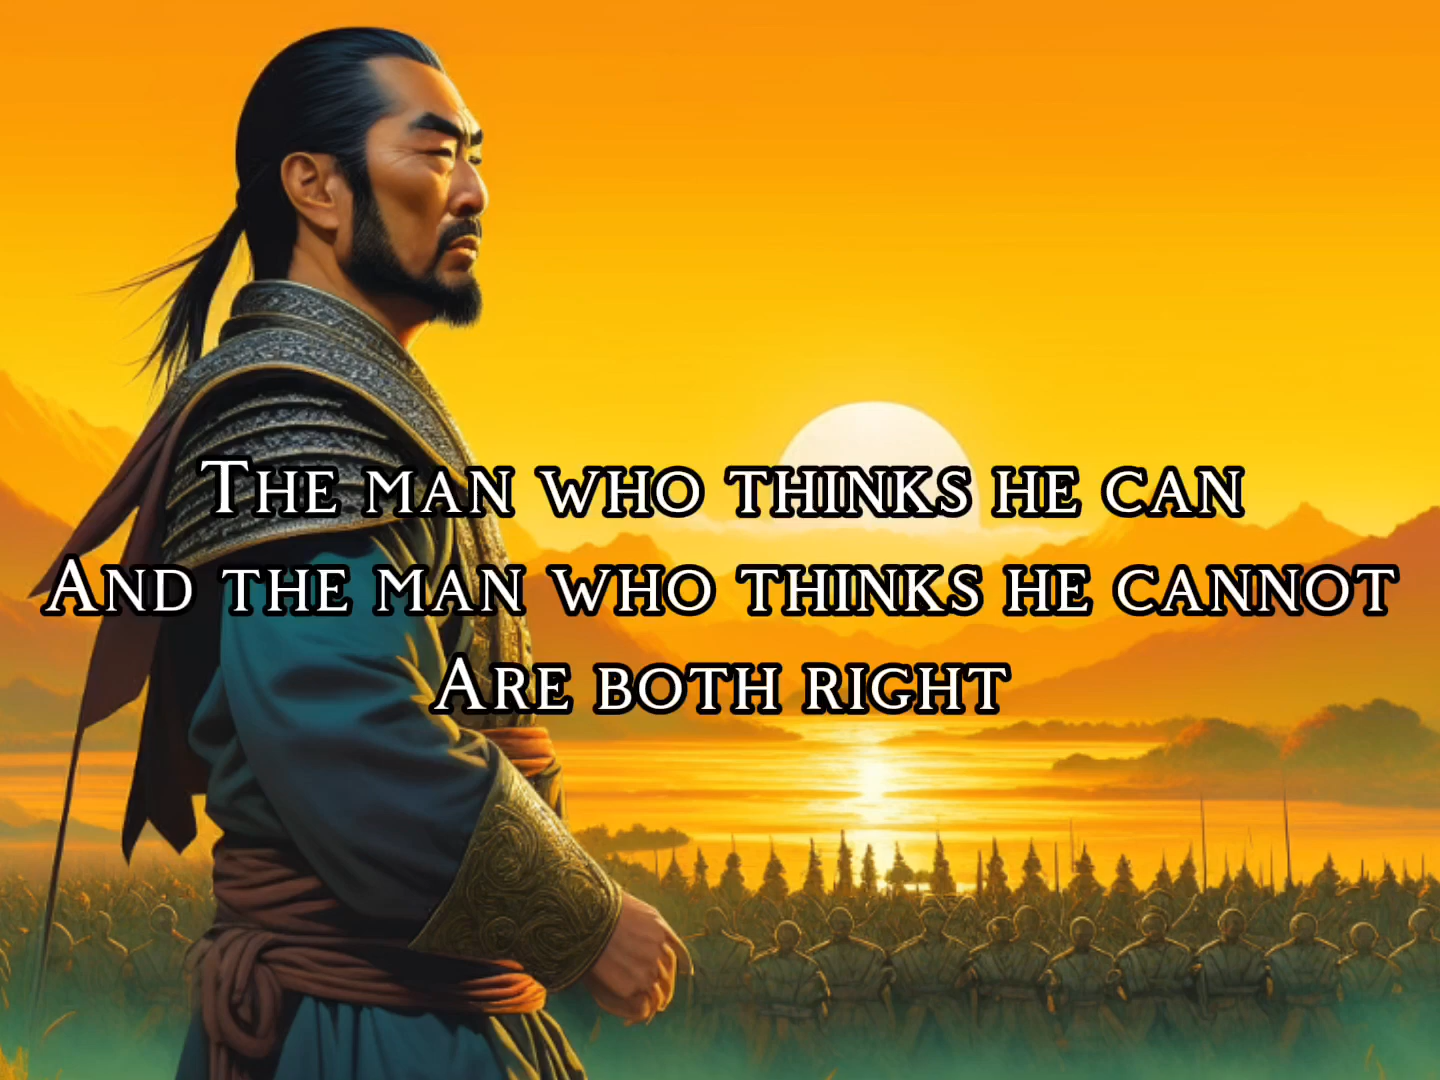 The man who thinks he can
And the man who thinks he cannot
Are both right